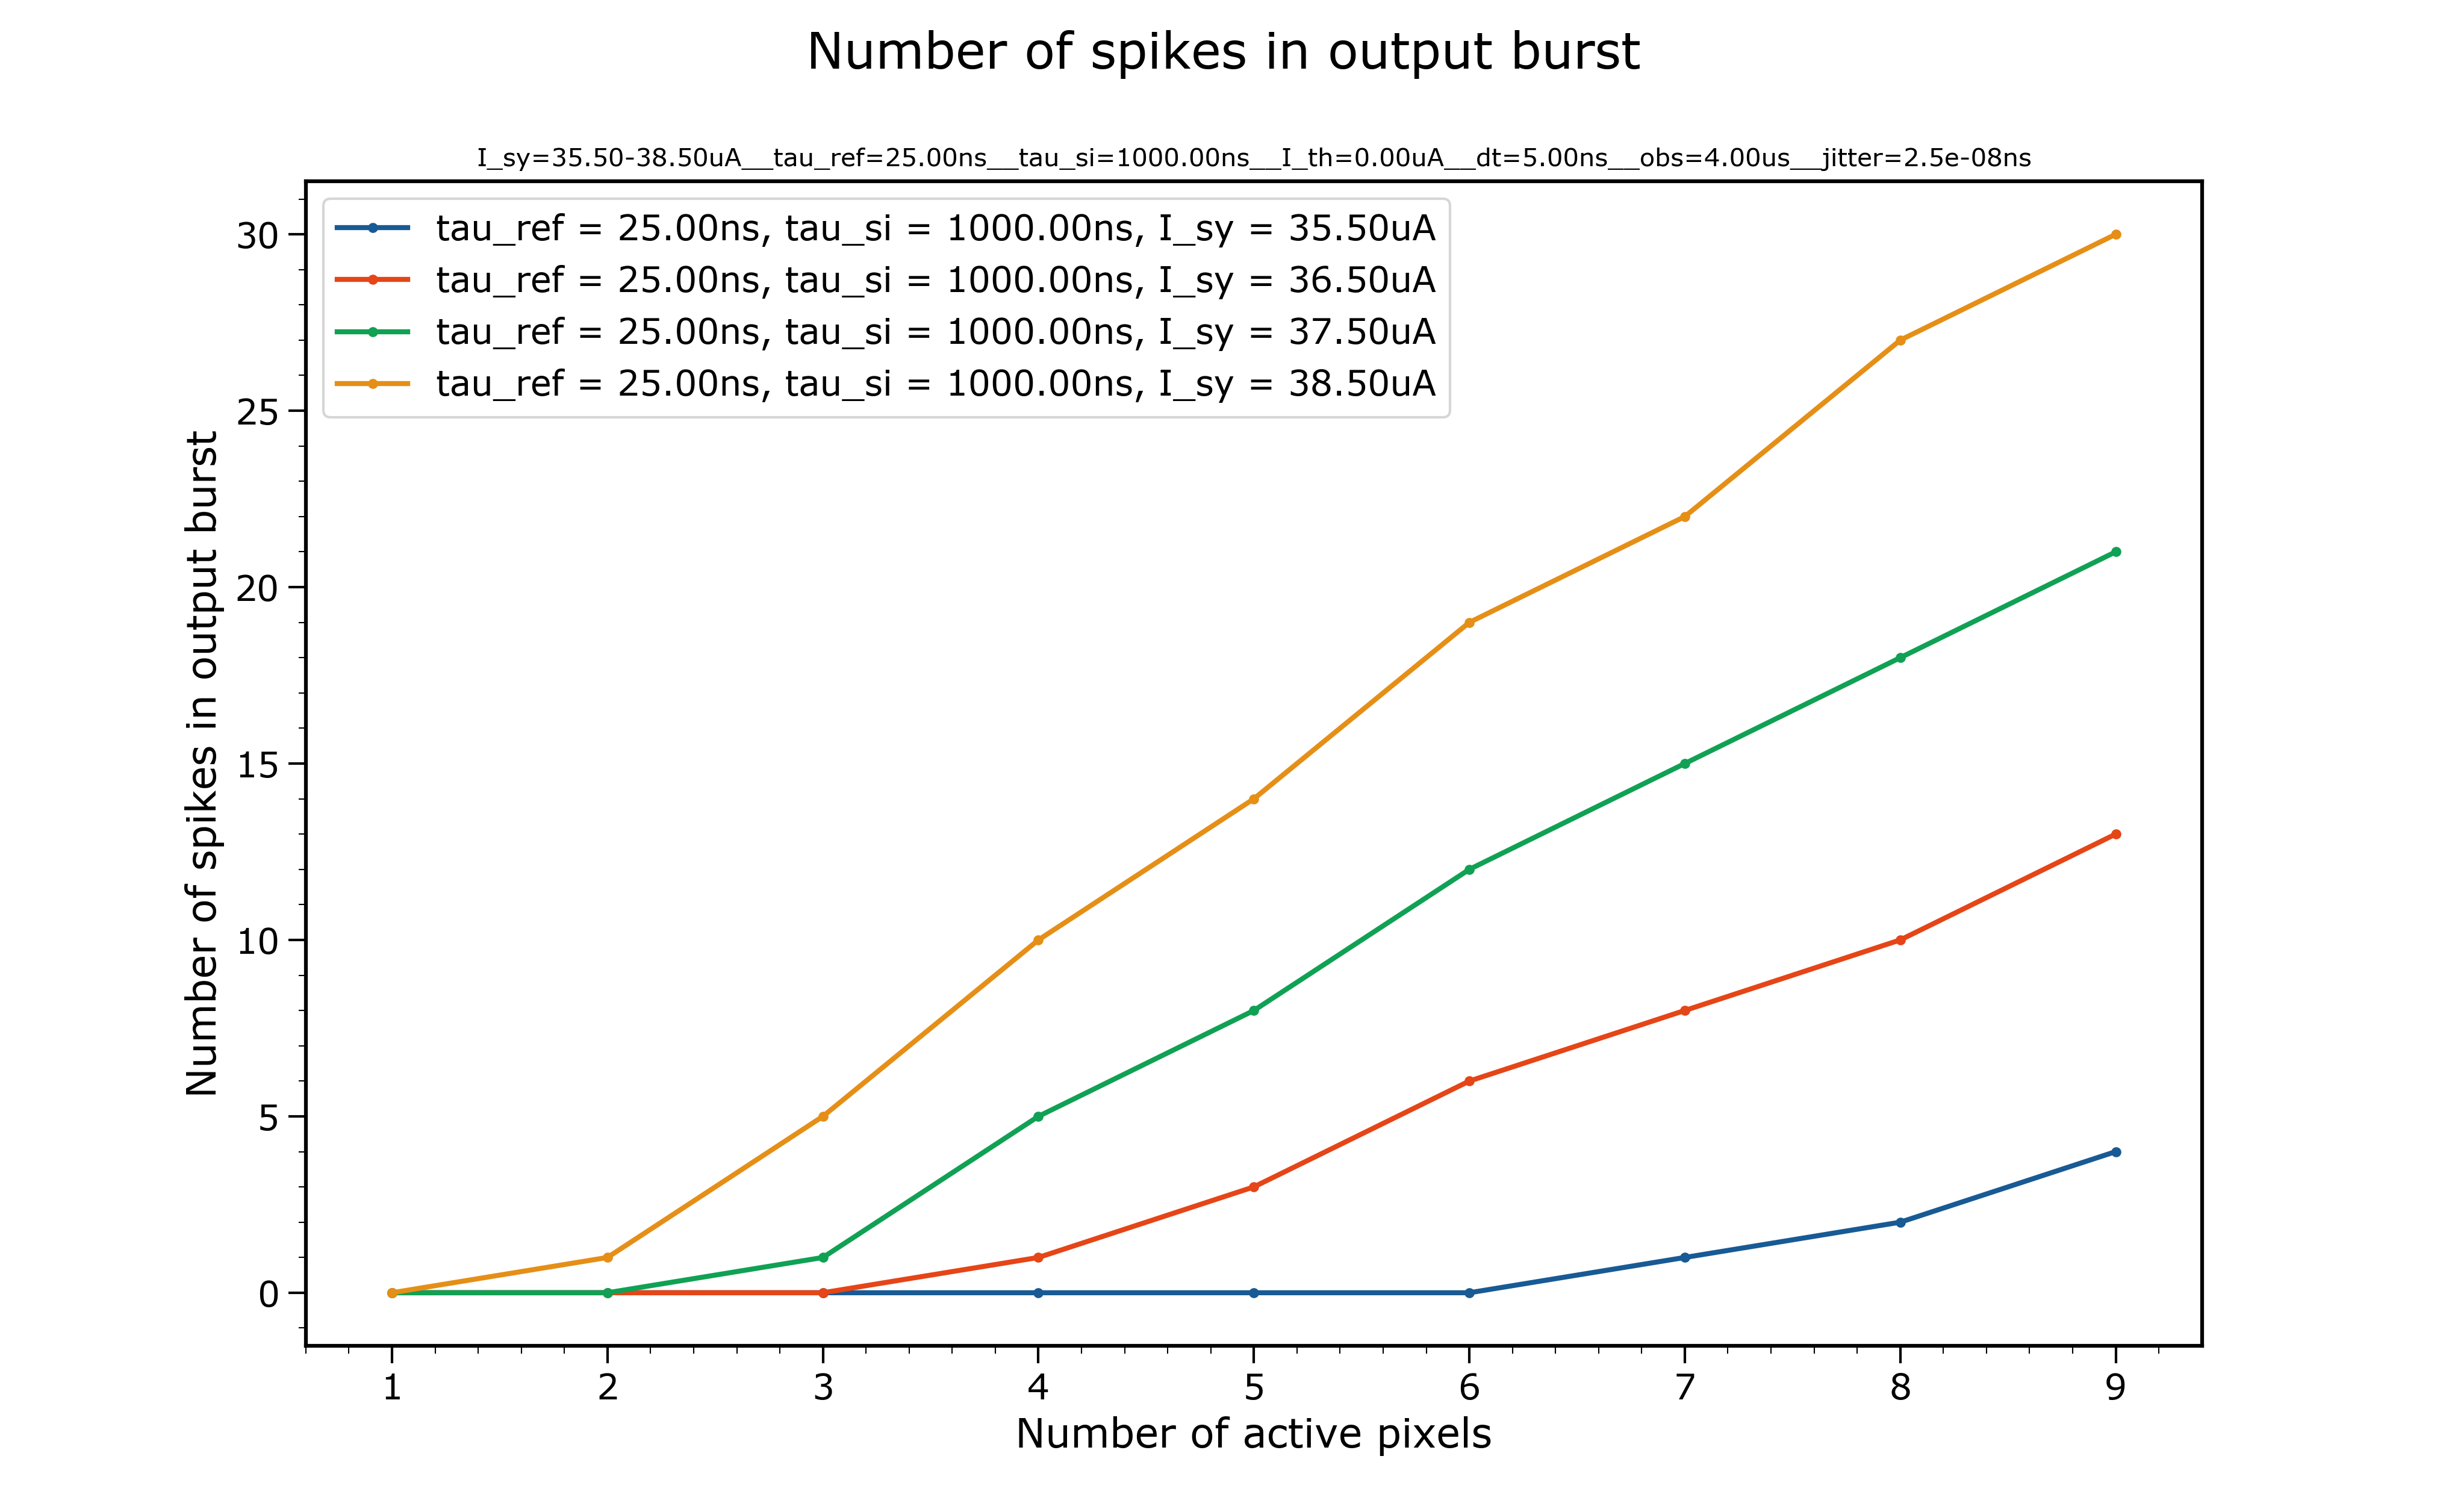 Number of spikes in output burst
I_sy=35.50-38.50uA__tau_ref=25.00ns__tau_si=1000.00ns__I_th=0.00uA__dt=5.00ns__obs=4.00us__jitter=2.5e-08ns
tau_ref = 25.00ns, tau_si = 1000.00ns, I_sy = 35.50uA
tau_ref = 25.00ns, tau_si = 1000.00ns, I_sy = 36.50uA
tau_ref = 25.00ns, tau_si = 1000.00ns, I_sy = 37.50uA
tau_ref = 25.00ns, tau_si = 1000.00ns, I_sy = 38.50uA
Number of spikes in output burst
30
25
20
15
10
5
0
1 2 3 4 5 6 7 8 9
Number of active pixels